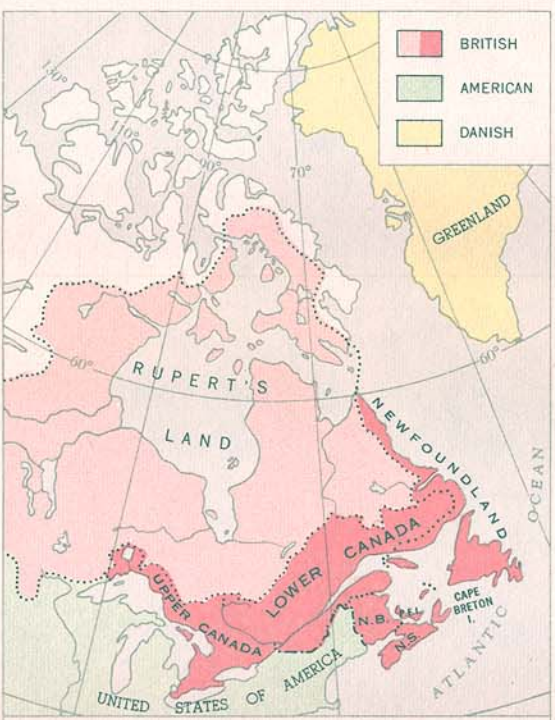 BRITISH
AMERICAN
DANISH
130°
110°
90°
70°
GREENLAND
60°
60°
RUPERT'S
LAND
NEWFOUNDLAND
OCEAN
LOWER CANADA
UPPER CANADA
CAPE
BRETON
I.
N.B.
P.E.I.
N.S.
ATLANTIC
UNITED STATES OF AMERICA